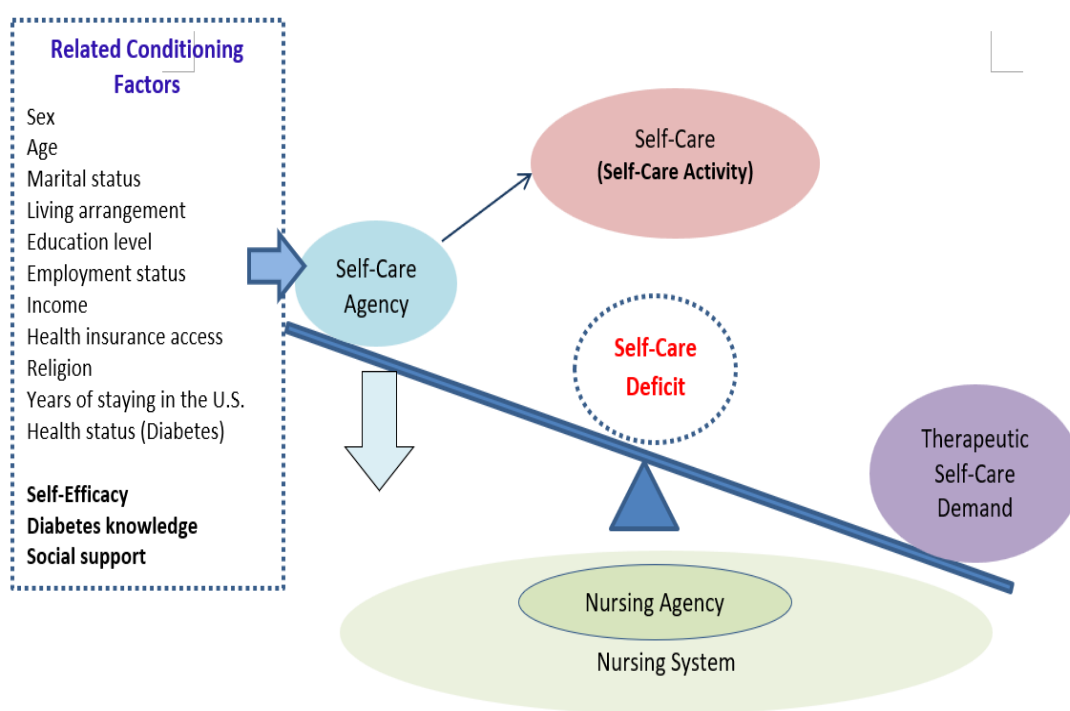 Related Conditioning
Factors
Sex
Age
Marital status
Living arrangement
Education level
Employment status
Income
Health insurance access
Religion
Years of staying in the U.S.
Health status (Diabetes)
Self-Efficacy
Diabetes knowledge
Social support
Self-Care
(Self-Care Activity)
Self-Care
Agency
Self-Care
Deficit
Therapeutic
Self-Care
Demand
Nursing Agency
Nursing System